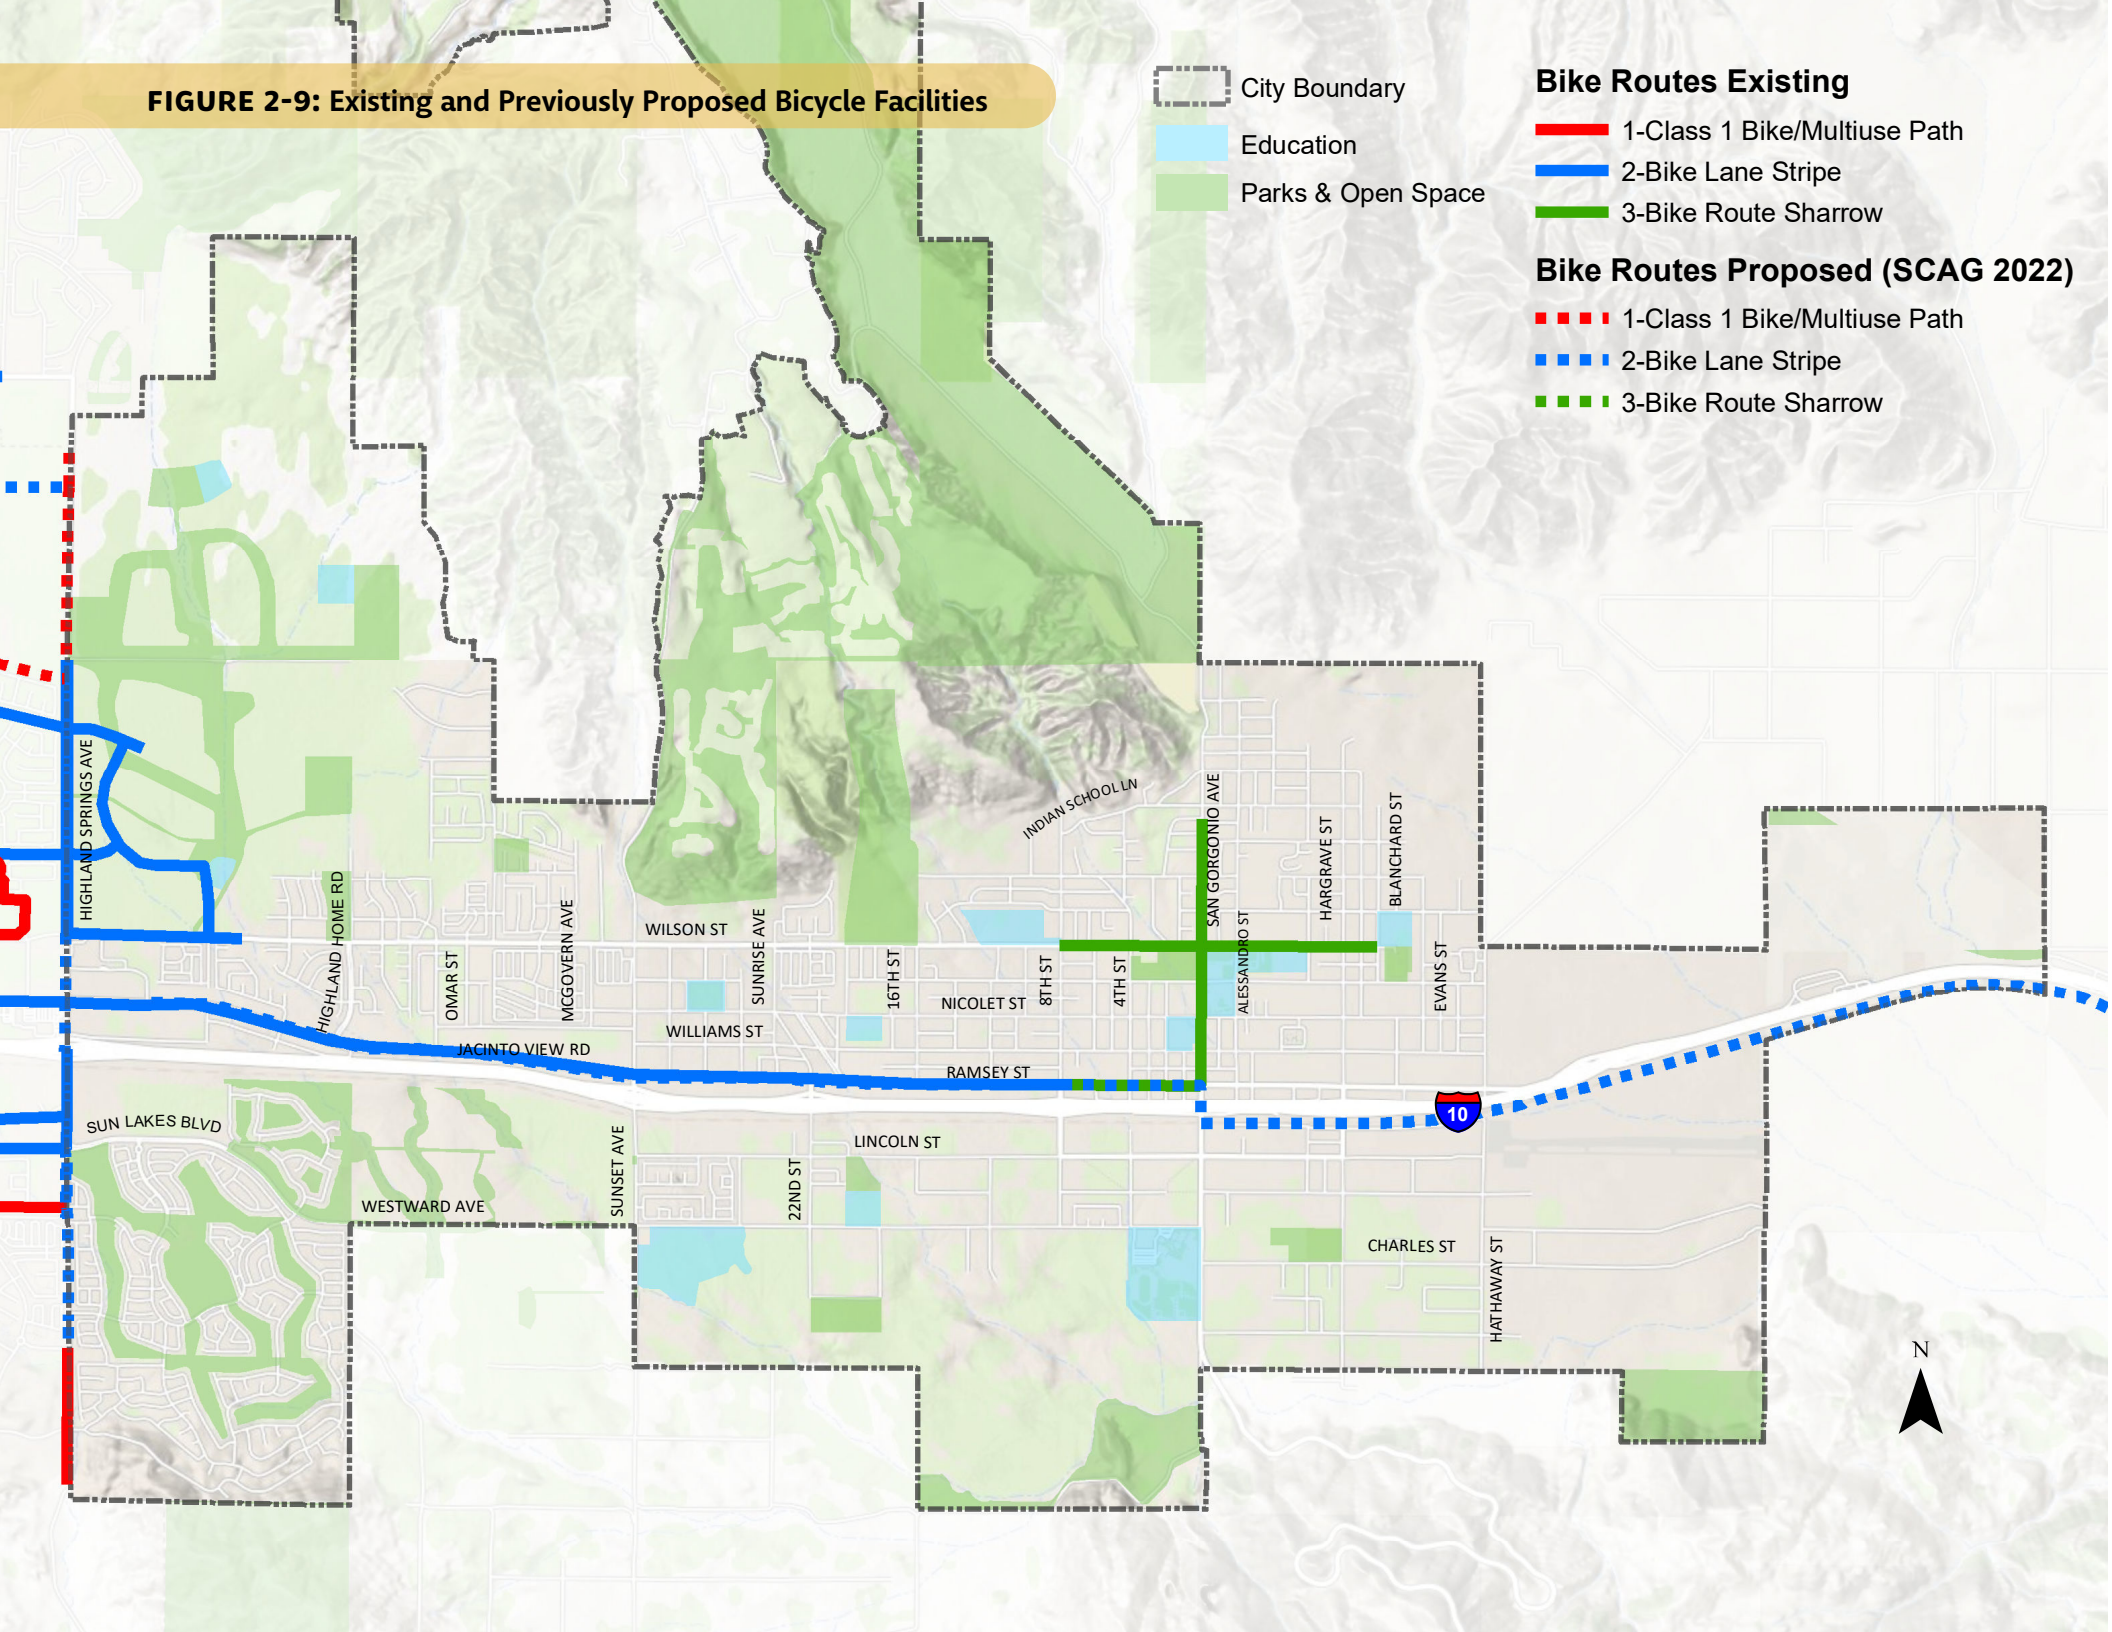 FIGURE 2-9: Existing and Previously Proposed Bicycle Facilities
City Boundary
Education
Parks & Open Space
Bike Routes Existing
1-Class 1 Bike/Multiuse Path
2-Bike Lane Stripe
3-Bike Route Sharrow
Bike Routes Proposed (SCAG 2022)
1-Class 1 Bike/Multiuse Path
2-Bike Lane Stripe
3-Bike Route Sharrow
HIGHLAND SPRINGS AVE
INDIAN SCHOOL LN
SAN GORGONIO AVE
HARGRAVE ST
BLANCHARD ST
HIGHLAND HOME RD
OMAR ST
MCGOVERN AVE
WILSON ST
SUNRISE AVE
16TH ST
8TH ST
4TH ST
ALESSANDRO ST
EVANS ST
NICOLET ST
WILLIAMS ST
JACINTO VIEW RD
RAMSEY ST
10
SUN LAKES BLVD
SUNSET AVE
LINCOLN ST
22ND ST
WESTWARD AVE
CHARLES ST
HATHAWAY ST
N